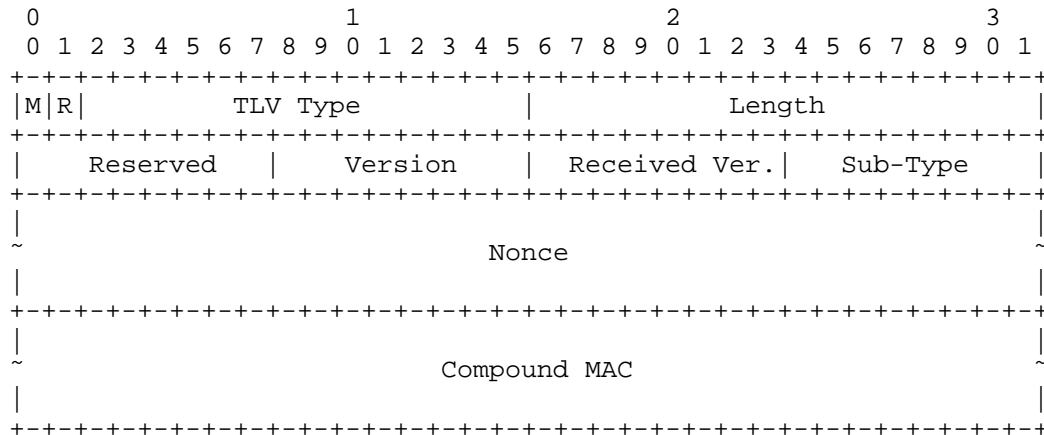 0                   1                   2                   3
 0 1 2 3 4 5 6 7 8 9 0 1 2 3 4 5 6 7 8 9 0 1 2 3 4 5 6 7 8 9 0 1
+-+-+-+-+-+-+-+-+-+-+-+-+-+-+-+-+-+-+-+-+-+-+-+-+-+-+-+-+-+-+-+-+
|M|R|         TLV Type          |             Length            |
+-+-+-+-+-+-+-+-+-+-+-+-+-+-+-+-+-+-+-+-+-+-+-+-+-+-+-+-+-+-+-+-+
|    Reserved   |    Version    |  Received Ver.|   Sub-Type    |
+-+-+-+-+-+-+-+-+-+-+-+-+-+-+-+-+-+-+-+-+-+-+-+-+-+-+-+-+-+-+-+-+
|                                                               |
~                             Nonce                             ~
|                                                               |
+-+-+-+-+-+-+-+-+-+-+-+-+-+-+-+-+-+-+-+-+-+-+-+-+-+-+-+-+-+-+-+-+
|                                                               |
~                          Compound MAC                         ~
|                                                               |
+-+-+-+-+-+-+-+-+-+-+-+-+-+-+-+-+-+-+-+-+-+-+-+-+-+-+-+-+-+-+-+-+